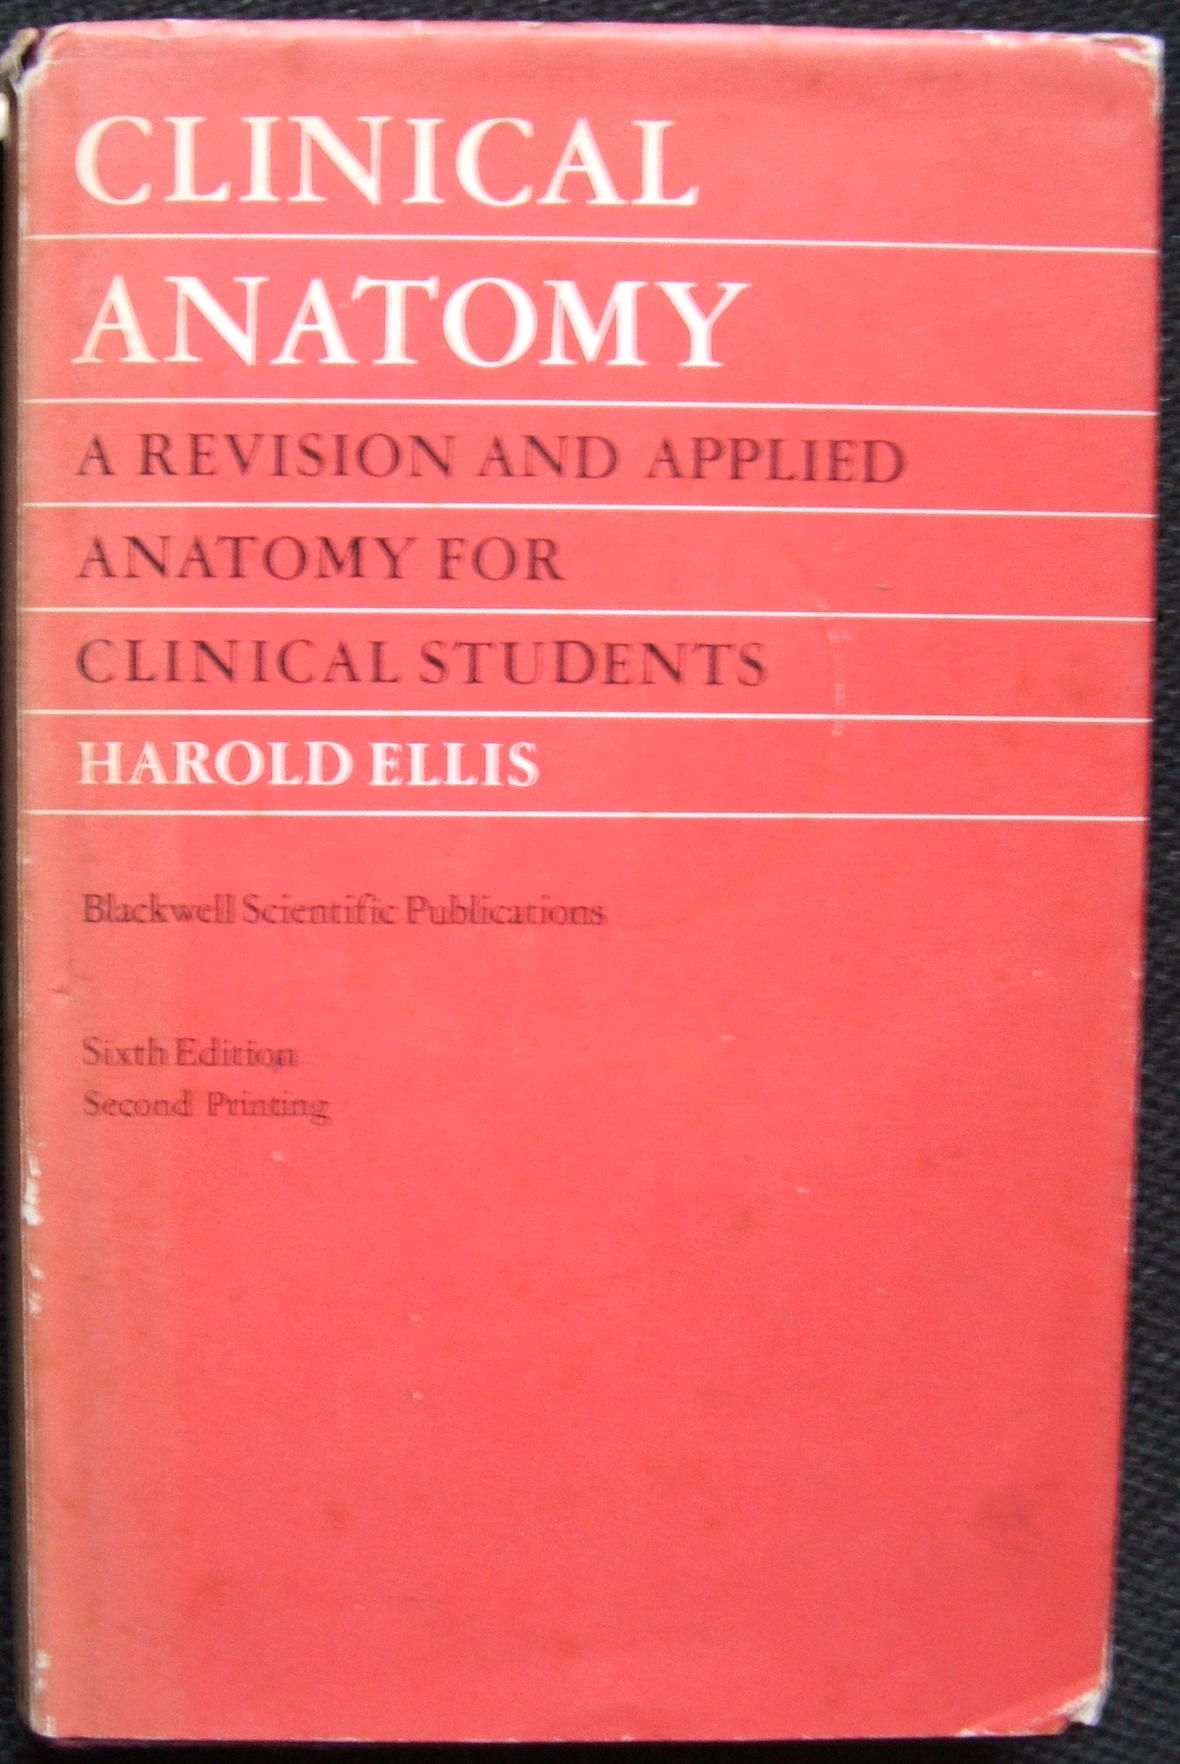 CLINICAL
ANATOMY
A REVISION AND APPLIED
ANATOMY FOR
CLINICAL STUDENTS
HAROLD ELLIS
Blackwell Scientific Publications
Sixth Edition
Second Printing